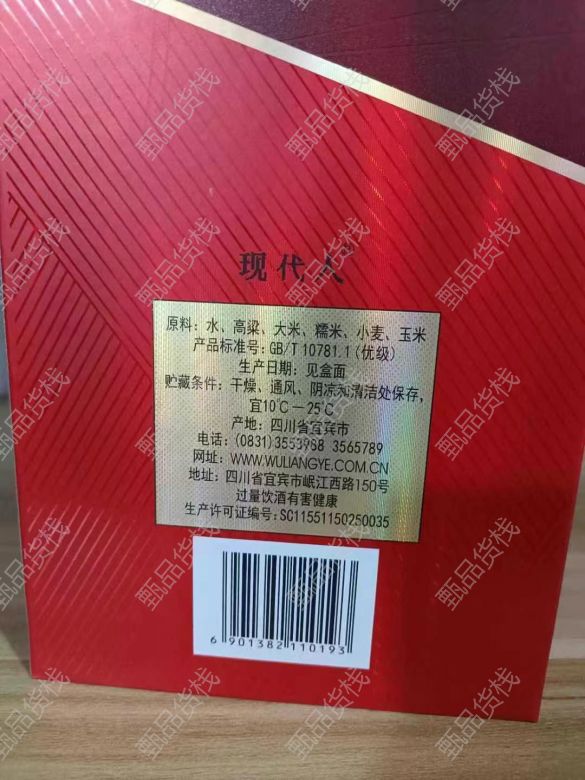 现代人
原料：水、高粱、大米、糯米、小麦、玉米
产品标准号：GB/T 10781.1（优级）
生产日期：见盒面
贮藏条件：干燥、通风、阴凉和清洁处保存，
宜10℃－25℃
产地：四川省宜宾市
电话：(0831)3553988 3565789
网址：WWW.WULIANGYE.COM.CN
地址：四川省宜宾市岷江西路150号
过量饮酒有害健康
生产许可证编号：SC11551150250035
6 901382 110193
甄品货栈